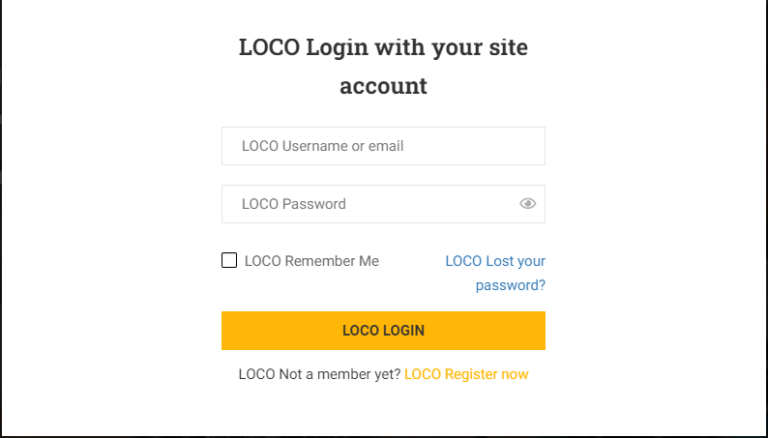 LOCO Login with your site
account
LOCO Username or email
LOCO Password
LOCO Remember Me
LOCO Lost your
password?
LOCO LOGIN
LOCO Not a member yet? LOCO Register now